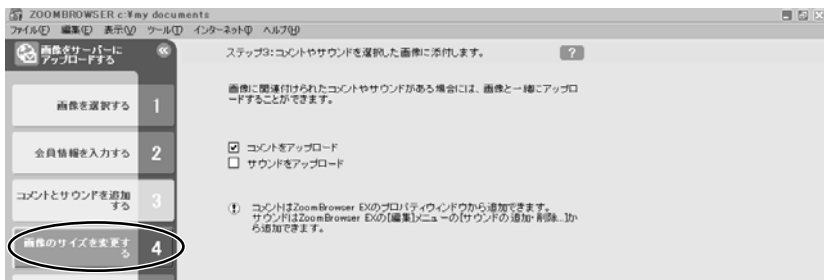 ZOOMBROWSER c:¥my documents
ファイル(F) 編集(E) 表示(V) ツール(T) インターネット(I) ヘルプ(H)
画像をサーバーに
アップロードする
ステップ3:コメントやサウンドを選択した画像に添付します。
?
画像に関連付けられたコメントやサウンドがある場合には、画像と一緒にアップロ
ードすることができます。
画像を選択する 1
会員情報を入力する 2
コメントをアップロード
サウンドをアップロード
コメントとサウンドを追加
する 3
コメントはZoomBrowser EXのプロパティウィンドウから追加できます。
サウンドはZoomBrowser EXの[編集]メニューの[サウンドの追加・削除...]か
ら追加できます。
画像のサイズを変更す
る 4